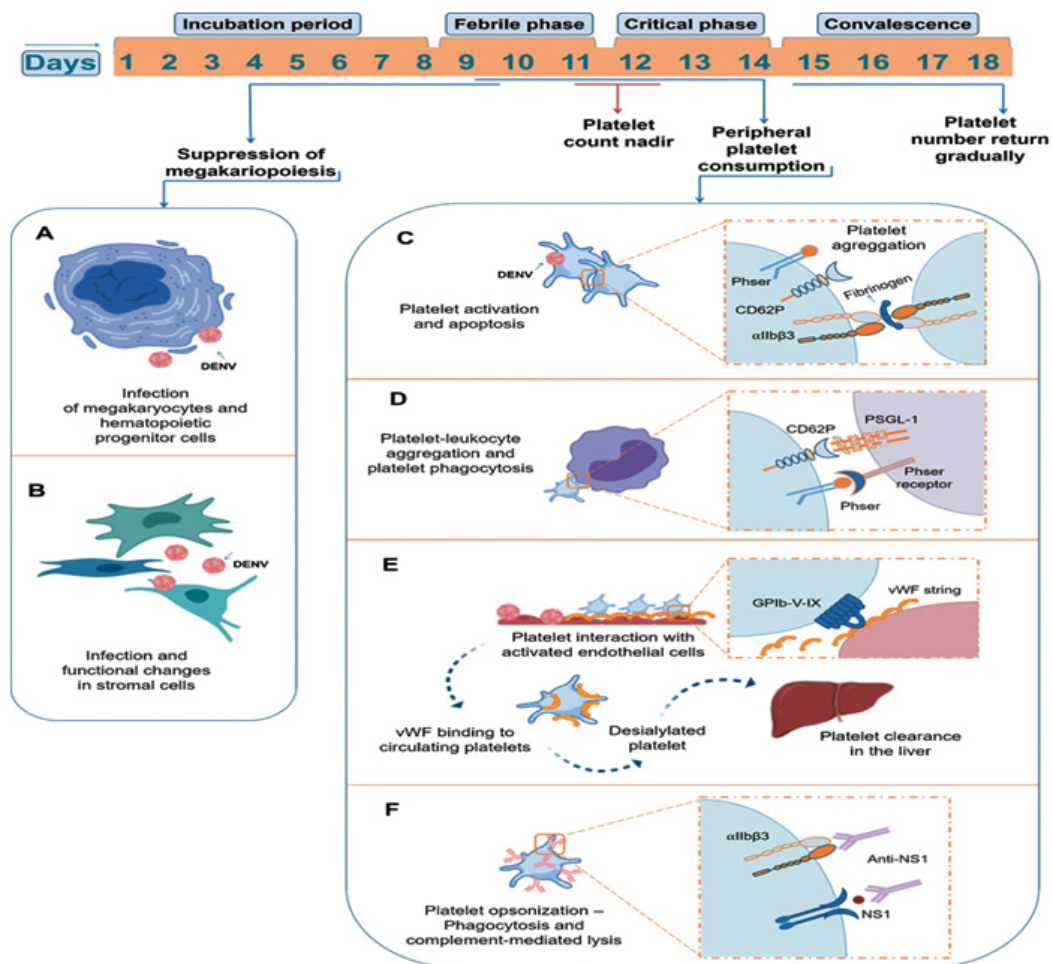 Incubation period
Febrile phase
Critical phase
Convalescence
Days 1 2 3 4 5 6 7 8 9 10 11 12 13 14 15 16 17 18
Suppression of
megakariopoiesis
Platelet
count nadir
Peripheral
platelet
consumption
Platelet
number return
gradually
A
DENV
Infection
of megakaryocytes and
hematopoietic
progenitor cells
B
DENV
Infection and
functional changes
in stromal cells
C
DENV
Platelet activation
and apoptosis
Platelet
agreggation
Phser
CD62P
Fibrinogen
αIIbβ3
D
Platelet-leukocyte
aggregation and
platelet phagocytosis
CD62P
PSGL-1
Phser
receptor
Phser
E
Platelet interaction with
activated endothelial cells
GPIb-V-IX
vWF string
vWF binding to
circulating platelets
Desialylated
platelet
Platelet clearance
in the liver
F
Platelet opsonization –
Phagocytosis and
complement-mediated lysis
αIIbβ3
Anti-NS1
NS1